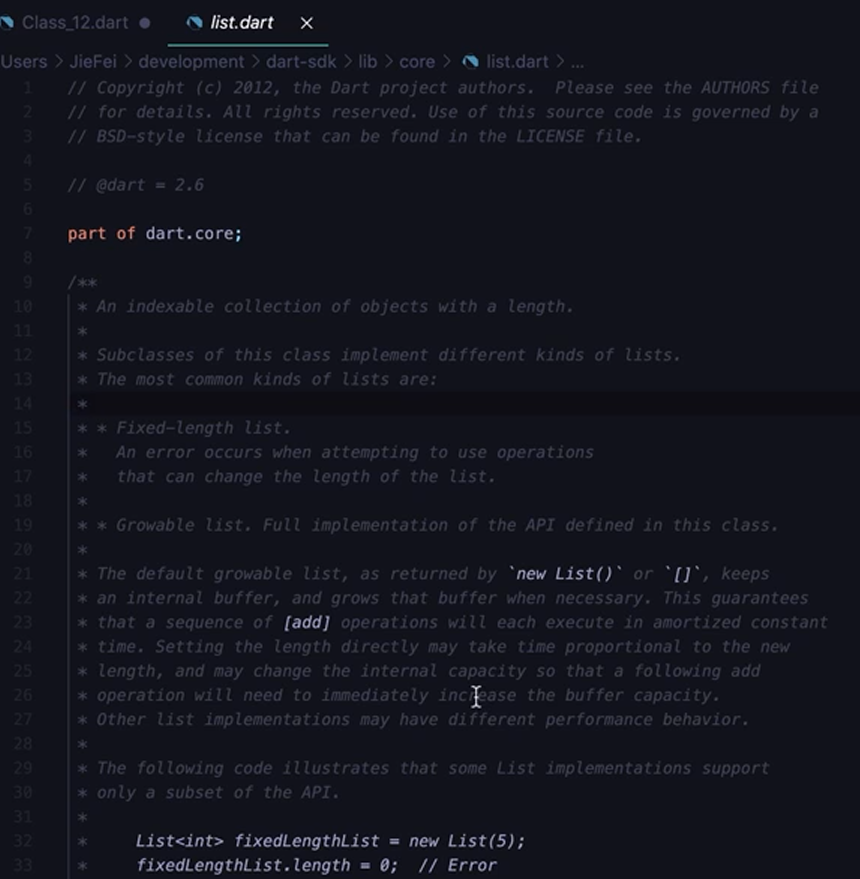 Class_12.dart
list.dart
Users > JieFei > development > dart-sdk > lib > core > list.dart > ...
1 // Copyright (c) 2012, the Dart project authors.  Please see the AUTHORS file
2 // for details. All rights reserved. Use of this source code is governed by a
3 // BSD-style license that can be found in the LICENSE file.
4
5 // @dart = 2.6
6
7 part of dart.core;
8
9 /**
10 * An indexable collection of objects with a length.
11 *
12 * Subclasses of this class implement different kinds of lists.
13 * The most common kinds of lists are:
14 *
15 * * Fixed-length list.
16 *   An error occurs when attempting to use operations
17 *   that can change the length of the list.
18 *
19 * * Growable list. Full implementation of the API defined in this class.
20 *
21 * The default growable list, as returned by `new List()` or `[]`, keeps
22 * an internal buffer, and grows that buffer when necessary. This guarantees
23 * that a sequence of [add] operations will each execute in amortized constant
24 * time. Setting the length directly may take time proportional to the new
25 * length, and may change the internal capacity so that a following add
26 * operation will need to immediately increase the buffer capacity.
27 * Other list implementations may have different performance behavior.
28 *
29 * The following code illustrates that some List implementations support
30 * only a subset of the API.
31 *
32 *     List<int> fixedLengthList = new List(5);
33 *     fixedLengthList.length = 0;  // Error